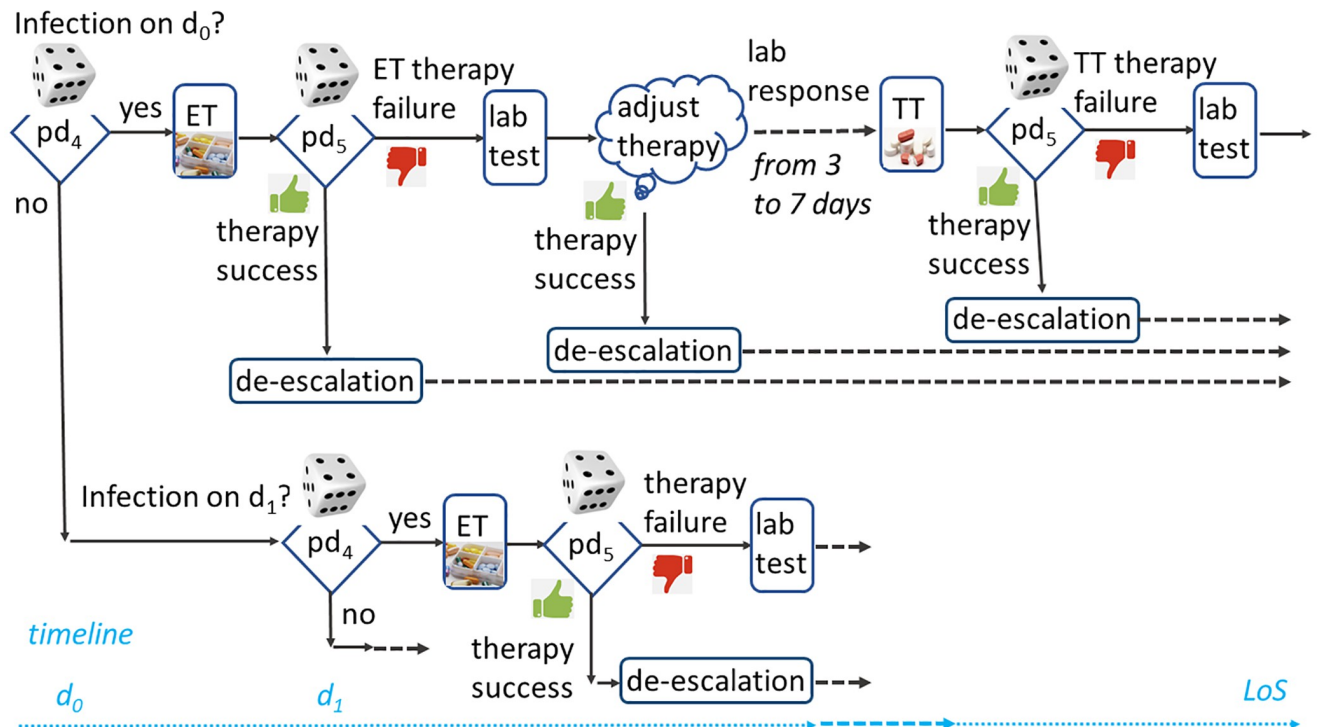 Infection on d₀?
pd₄
yes
no
ET
pd₅
ET therapy
failure
therapy
success
de-escalation
lab
test
adjust
therapy
therapy
success
de-escalation
lab
response
from 3
to 7 days
TT
pd₅
TT therapy
failure
therapy
success
de-escalation
lab
test
Infection on d₁?
pd₄
yes
no
ET
pd₅
therapy
failure
lab
test
therapy
success
de-escalation
timeline
d₀
d₁
LoS